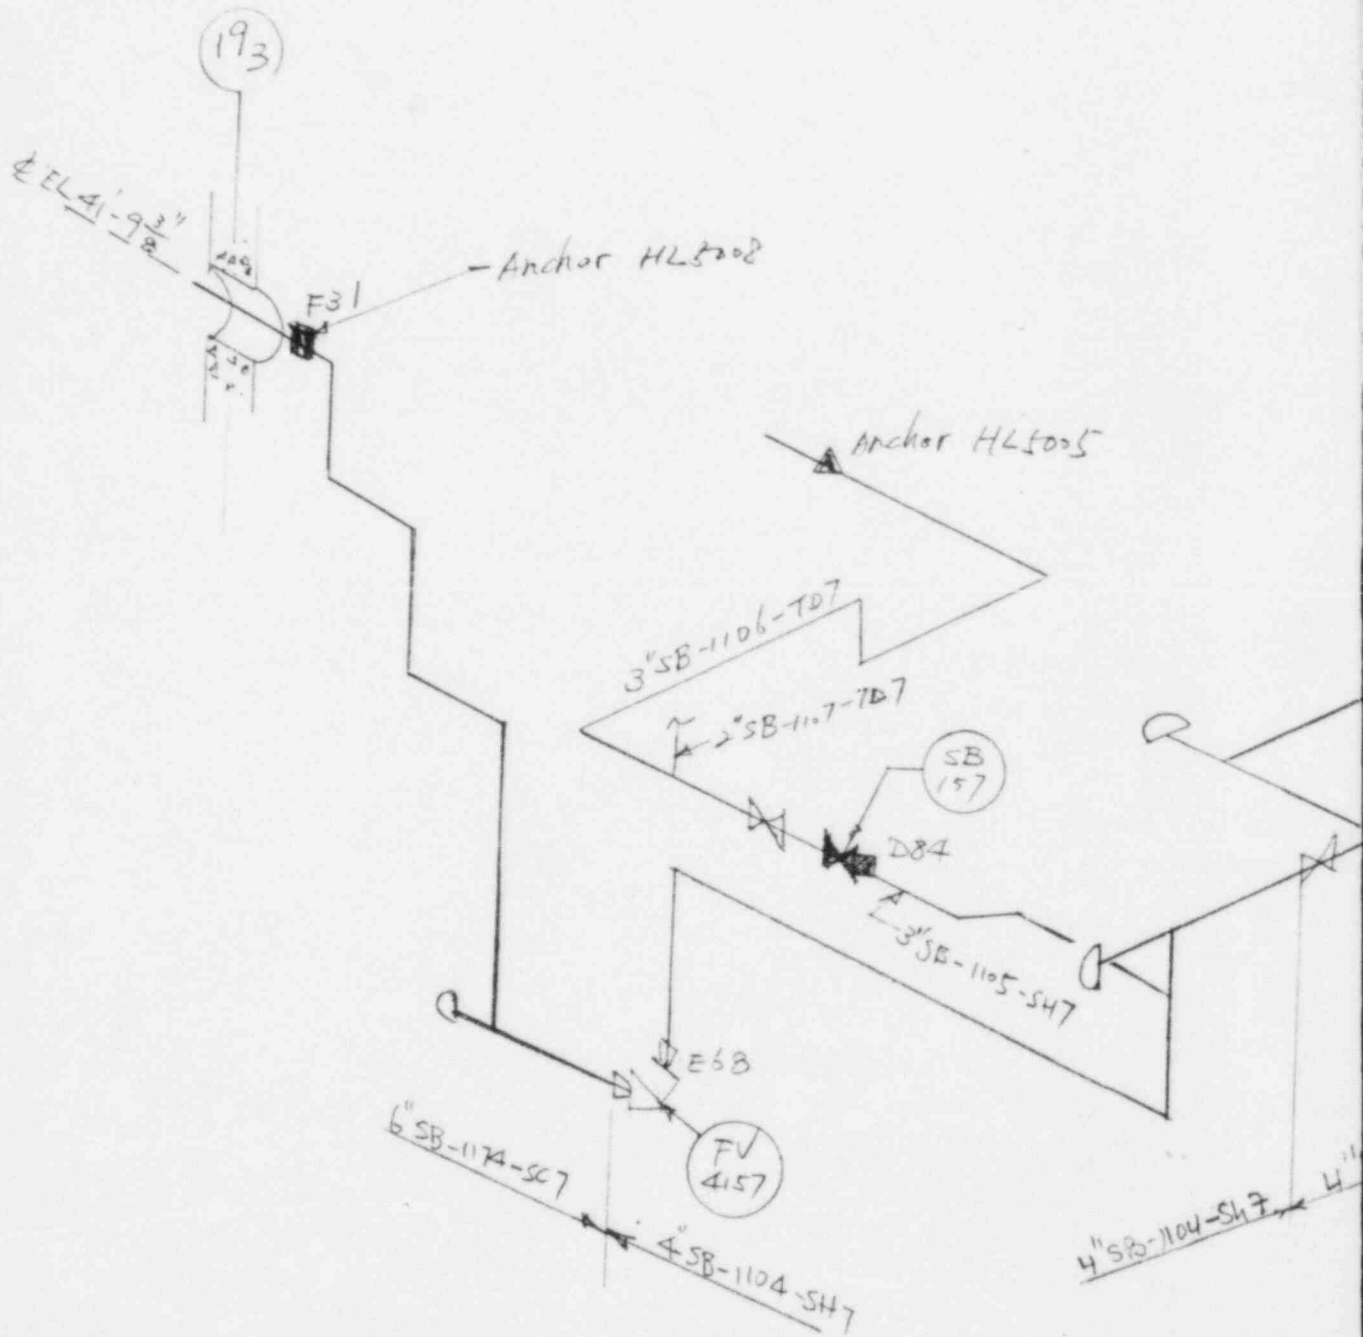 193
℄ EL 41'-9 3/8"
Anchor HL5008
F31
Anchor HL5005
3"SB-1106-TD7
2"SB-1107-TD7
SB
157
D84
3"SB-1105-SH7
E68
FV
4157
6"SB-1174-SC7
4"SB-1104-SH7
4"SB-1104-Sh7
4"